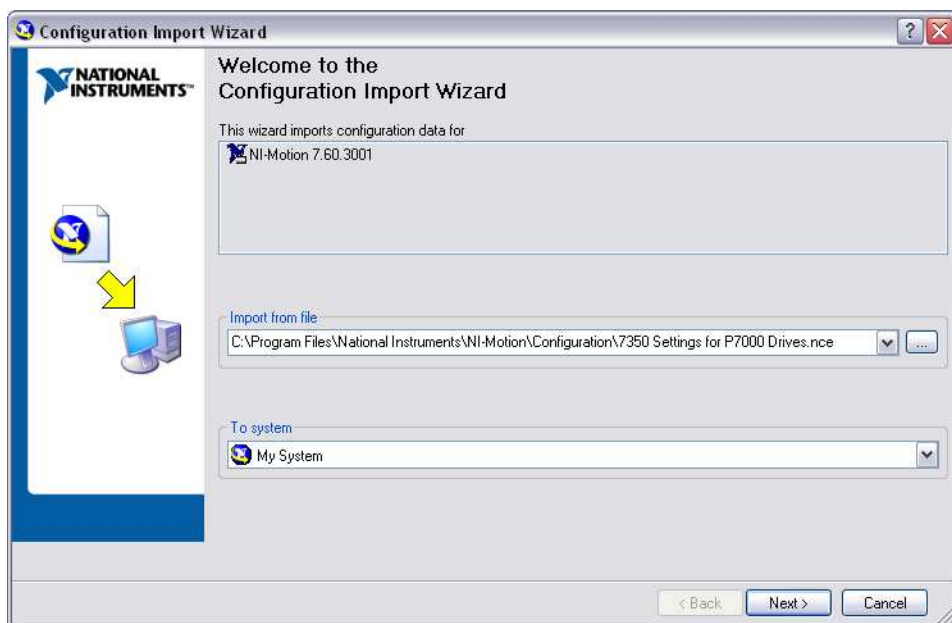 Configuration Import Wizard
?
NATIONAL
INSTRUMENTS™
Welcome to the
Configuration Import Wizard
This wizard imports configuration data for
NI-Motion 7.60.3001
Import from file
C:\Program Files\National Instruments\NI-Motion\Configuration\7350 Settings for P7000 Drives.nce
...
To system
My System
< Back
Next >
Cancel